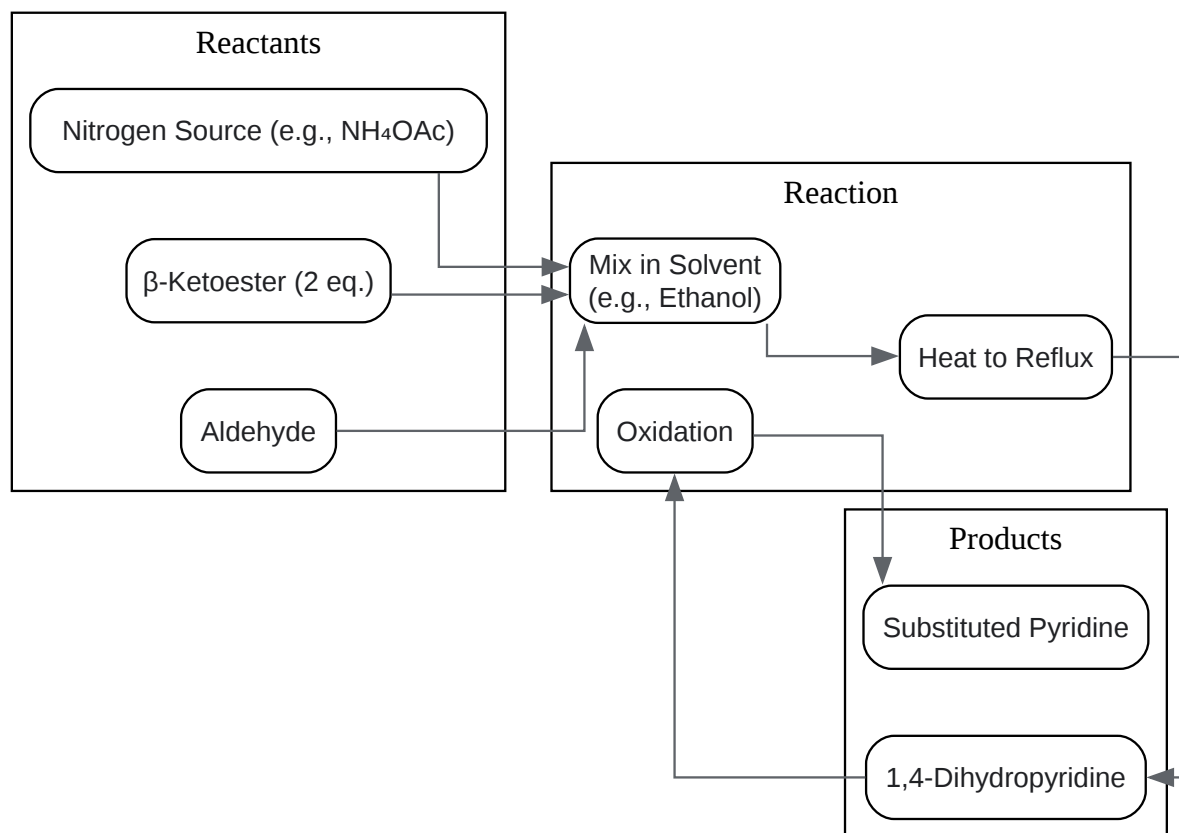 Reactants
Nitrogen Source (e.g., NH₄OAc)
β-Ketoester (2 eq.)
Aldehyde
Reaction
Mix in Solvent
(e.g., Ethanol)
Heat to Reflux
Oxidation
Products
Substituted Pyridine
1,4-Dihydropyridine